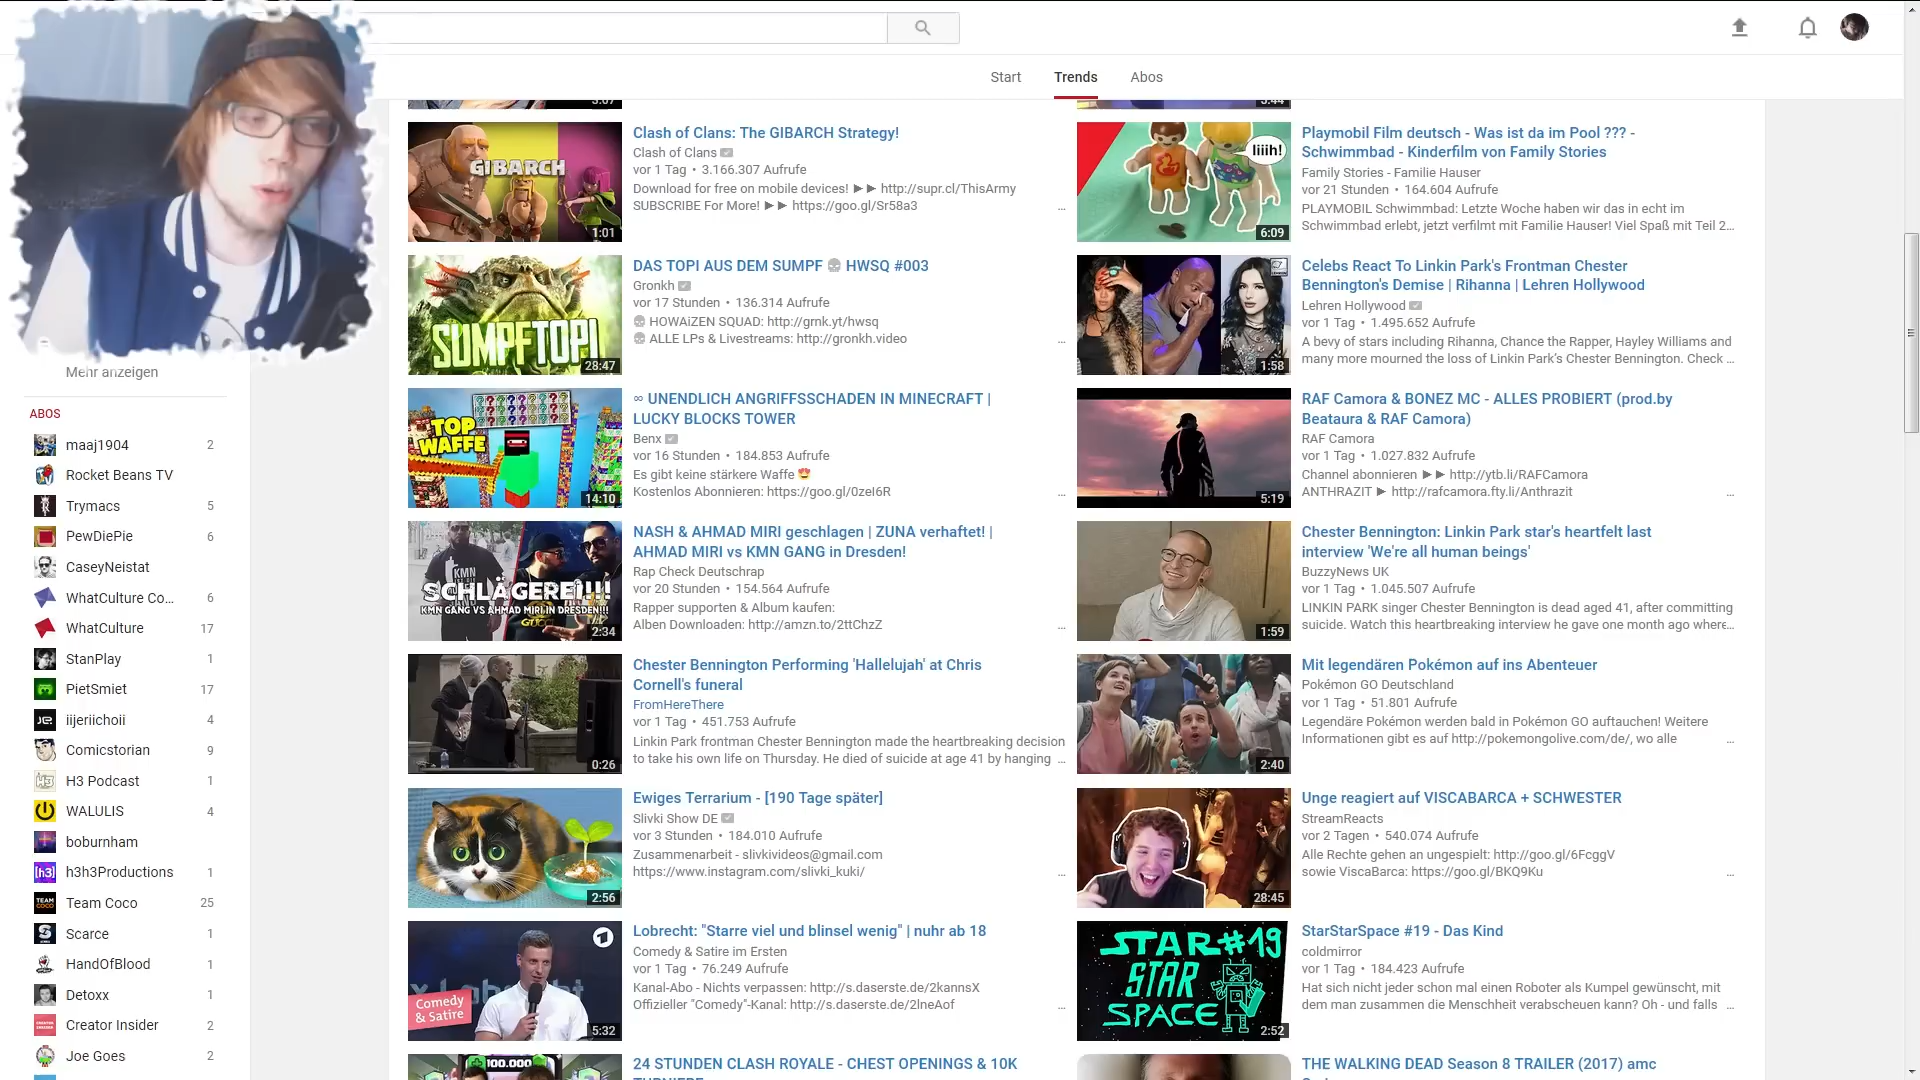 Start
Trends
Abos
3:07
3:44
GIBARCH
1:01
Clash of Clans: The GIBARCH Strategy!
Clash of Clans
vor 1 Tag • 3.166.307 Aufrufe
Download for free on mobile devices! ►► http://supr.cl/ThisArmy
SUBSCRIBE For More! ►► https://goo.gl/Sr58a3
...
Iiiih!
6:09
Playmobil Film deutsch - Was ist da im Pool ??? -
Schwimmbad - Kinderfilm von Family Stories
Family Stories - Familie Hauser
vor 21 Stunden • 164.604 Aufrufe
PLAYMOBIL Schwimmbad: Letzte Woche haben wir das in echt im
Schwimmbad erlebt, jetzt verfilmt mit Familie Hauser! Viel Spaß mit Teil 2...
SUMPFTOPI
28:47
DAS TOPI AUS DEM SUMPF 💀 HWSQ #003
Gronkh
vor 17 Stunden • 136.314 Aufrufe
💀 HOWAiZEN SQUAD: http://grnk.yt/hwsq
💀 ALLE LPs & Livestreams: http://gronkh.video
...
1:58
Celebs React To Linkin Park's Frontman Chester
Bennington's Demise | Rihanna | Lehren Hollywood
Lehren Hollywood
vor 1 Tag • 1.495.652 Aufrufe
A bevy of stars including Rihanna, Chance the Rapper, Hayley Williams and
many more mourned the loss of Linkin Park's Chester Bennington. Check ...
TOP
WAFFE
14:10
∞ UNENDLICH ANGRIFFSSCHADEN IN MINECRAFT |
LUCKY BLOCKS TOWER
Benx
vor 16 Stunden • 184.853 Aufrufe
Es gibt keine stärkere Waffe 😍
Kostenlos Abonnieren: https://goo.gl/0zeI6R
...
5:19
RAF Camora & BONEZ MC - ALLES PROBIERT (prod.by
Beataura & RAF Camora)
RAF Camora
vor 1 Tag • 1.027.832 Aufrufe
Channel abonnieren ►► http://ytb.li/RAFCamora
ANTHRAZIT ► http://rafcamora.fty.li/Anthrazit
...
KMN
SCHLÄGEREI!!!
KMN GANG VS AHMAD MIRI IN DRESDEN!!!
GUCCI
2:34
NASH & AHMAD MIRI geschlagen | ZUNA verhaftet! |
AHMAD MIRI vs KMN GANG in Dresden!
Rap Check Deutschrap
vor 20 Stunden • 154.564 Aufrufe
Rapper supporten & Album kaufen:
Alben Downloaden: http://amzn.to/2ttChzZ
...
1:59
Chester Bennington: Linkin Park star's heartfelt last
interview 'We're all human beings'
BuzzyNews UK
vor 1 Tag • 1.045.507 Aufrufe
LINKIN PARK singer Chester Bennington is dead aged 41, after committing
suicide. Watch this heartbreaking interview he gave one month ago where...
0:26
Chester Bennington Performing 'Hallelujah' at Chris
Cornell's funeral
FromHereThere
vor 1 Tag • 451.753 Aufrufe
Linkin Park frontman Chester Bennington made the heartbreaking decision
to take his own life on Thursday. He died of suicide at age 41 by hanging ...
2:40
Mit legendären Pokémon auf ins Abenteuer
Pokémon GO Deutschland
vor 1 Tag • 51.801 Aufrufe
Legendäre Pokémon werden bald in Pokémon GO auftauchen! Weitere
Informationen gibt es auf http://pokemongolive.com/de/, wo alle ...
2:56
Ewiges Terrarium - [190 Tage später]
Slivki Show DE
vor 3 Stunden • 184.010 Aufrufe
Zusammenarbeit - slivkivideos@gmail.com
https://www.instagram.com/slivki_kuki/
...
28:45
Unge reagiert auf VISCABARCA + SCHWESTER
StreamReacts
vor 2 Tagen • 540.074 Aufrufe
Alle Rechte gehen an ungespielt: http://goo.gl/6FcggV
sowie ViscaBarca: https://goo.gl/BKQ9Ku
...
Comedy
& Satire
5:32
Lobrecht: "Starre viel und blinsel wenig" | nuhr ab 18
Comedy & Satire im Ersten
vor 1 Tag • 76.249 Aufrufe
Kanal-Abo - Nichts verpassen: http://s.daserste.de/2kannsX
Offizieller "Comedy"-Kanal: http://s.daserste.de/2lneAof
...
STAR #19
STAR
SPACE
2:52
StarStarSpace #19 - Das Kind
coldmirror
vor 1 Tag • 184.423 Aufrufe
Hat sich nicht jeder schon mal einen Roboter als Kumpel gewünscht, mit
dem man zusammen die Menschheit verabscheuen kann? Oh - und falls ...
100.000
24 STUNDEN CLASH ROYALE - CHEST OPENINGS & 10K
TURNIERE
THE WALKING DEAD Season 8 TRAILER (2017) amc
Mehr anzeigen
ABOS
maaj1904 2
Rocket Beans TV
Trymacs 5
PewDiePie 6
CaseyNeistat
WhatCulture Co... 6
WhatCulture 17
StanPlay 1
PietSmiet 17
iijeriichoii 4
Comicstorian 9
H3 Podcast 1
WALULIS 4
boburnham
[h3] h3h3Productions 1
TEAM COCO Team Coco 25
Scarce 1
HandOfBlood 1
Detoxx 1
Creator Insider 2
Joe Goes 2